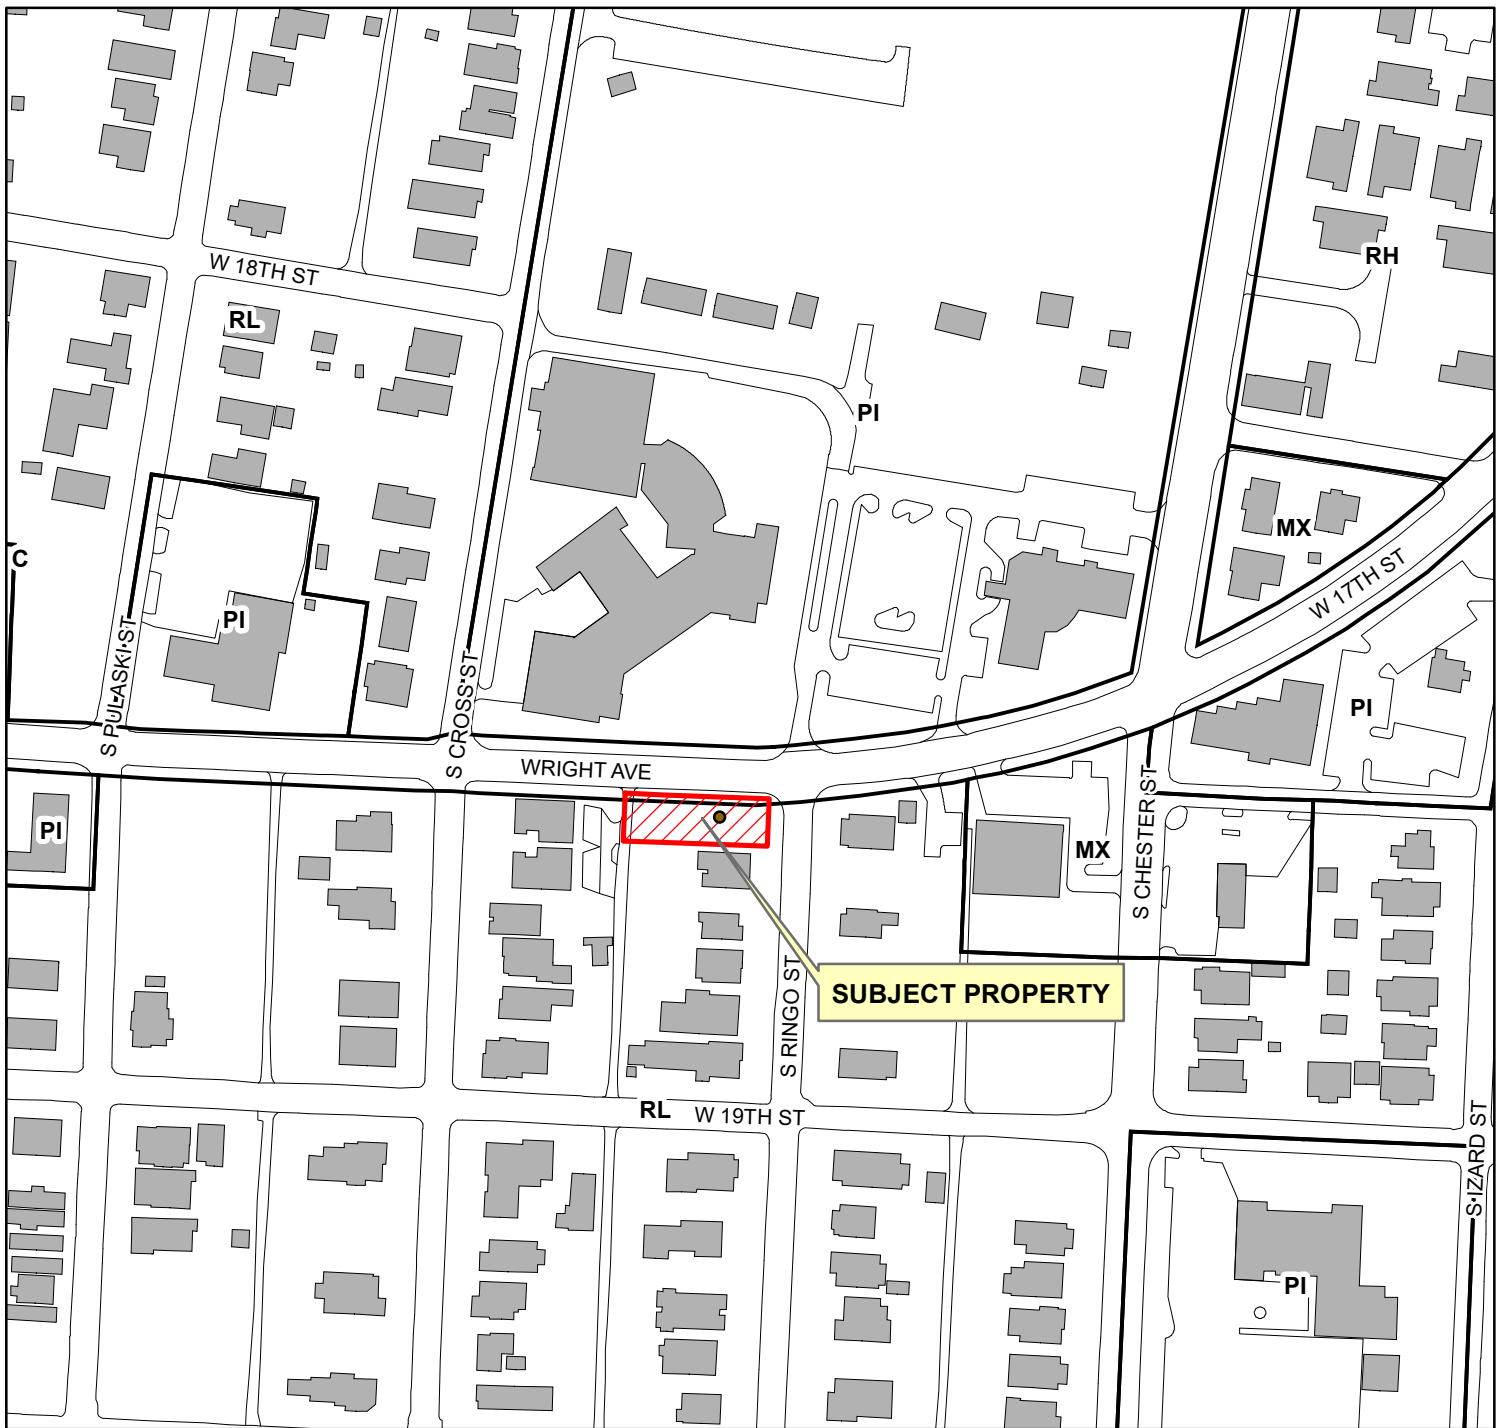 W 18TH ST
RL
RH
PI
MX
C
W 17TH ST
PI
S PULASKI ST
S CROSS ST
PI
WRIGHT AVE
PI
MX
S CHESTER ST
SUBJECT PROPERTY
S RINGO ST
RL
W 19TH ST
S IZARD ST
PI